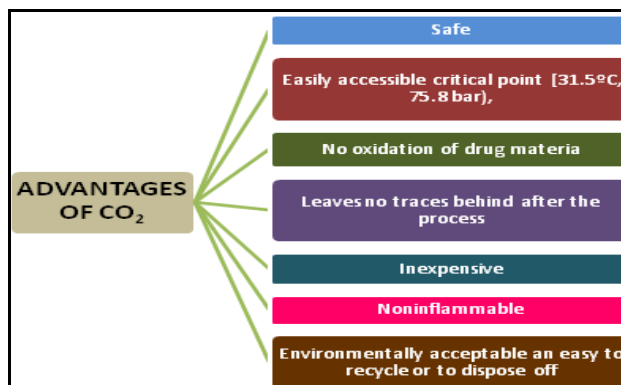 ADVANTAGES
OF CO₂
Safe
Easily accessible critical point [31.5ºC,
75.8 bar),
No oxidation of drug materia
Leaves no traces behind after the
process
Inexpensive
Noninflammable
Environmentally acceptable an easy to
recycle or to dispose off